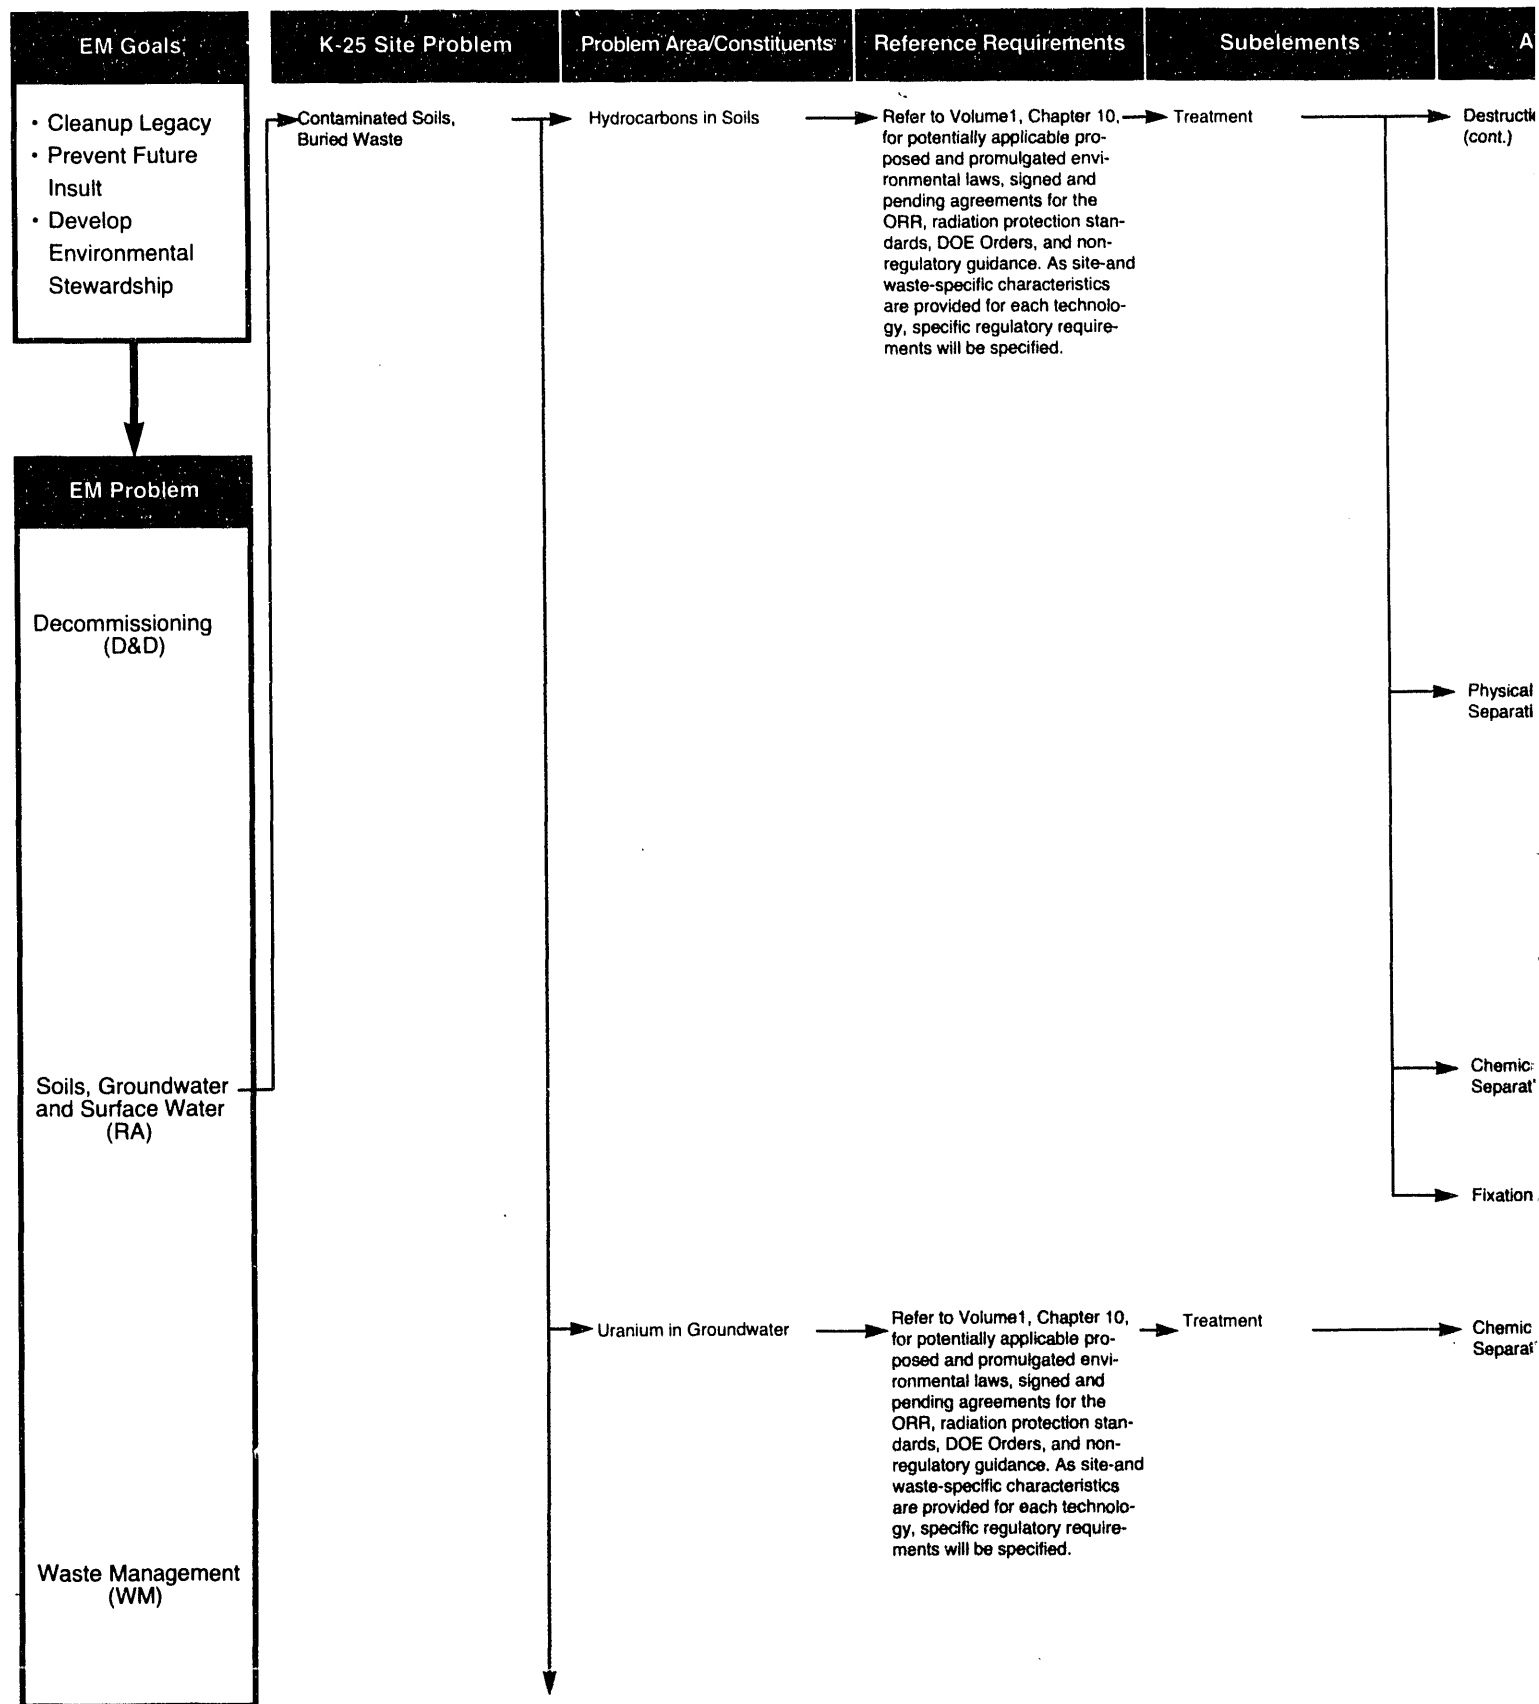 EM Goals
K-25 Site Problem
Problem Area/Constituents
Reference Requirements
Subelements
A
• Cleanup Legacy
• Prevent Future
Insult
• Develop
Environmental
Stewardship
EM Problem
Decommissioning
(D&D)
Soils, Groundwater
and Surface Water
(RA)
Waste Management
(WM)
Contaminated Soils,
Buried Waste
Hydrocarbons in Soils
Refer to Volume1, Chapter 10,
for potentially applicable pro-
posed and promulgated envi-
ronmental laws, signed and
pending agreements for the
ORR, radiation protection stan-
dards, DOE Orders, and non-
regulatory guidance. As site-and
waste-specific characteristics
are provided for each technolo-
gy, specific regulatory require-
ments will be specified.
Treatment
Destructi
(cont.)
Physical
Separati
Chemic
Separat
Fixation
Uranium in Groundwater
Refer to Volume1, Chapter 10,
for potentially applicable pro-
posed and promulgated envi-
ronmental laws, signed and
pending agreements for the
ORR, radiation protection stan-
dards, DOE Orders, and non-
regulatory guidance. As site-and
waste-specific characteristics
are provided for each technolo-
gy, specific regulatory require-
ments will be specified.
Treatment
Chemic
Separat